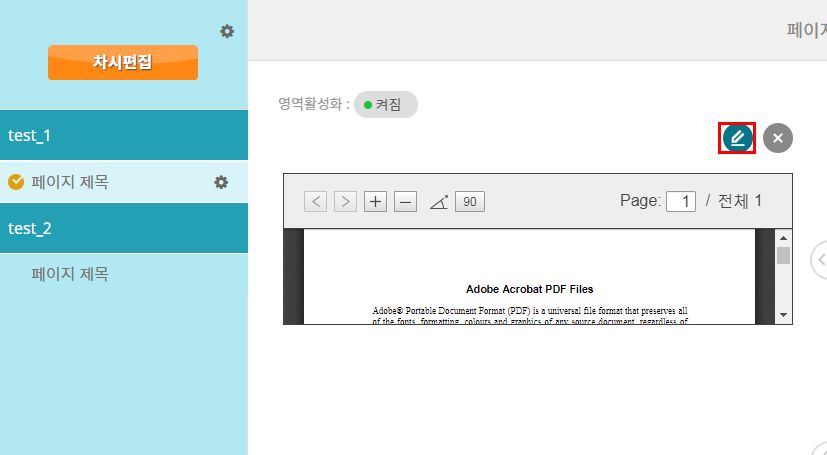 차시편집
test_1
페이지 제목
test_2
페이지 제목
영역활성화 : 켜짐
90
Page: 1 / 전체 1
Adobe Acrobat PDF Files
Adobe® Portable Document Format (PDF) is a universal file format that preserves all
of the fonts, formatting, colours and graphics of any source document, regardless of